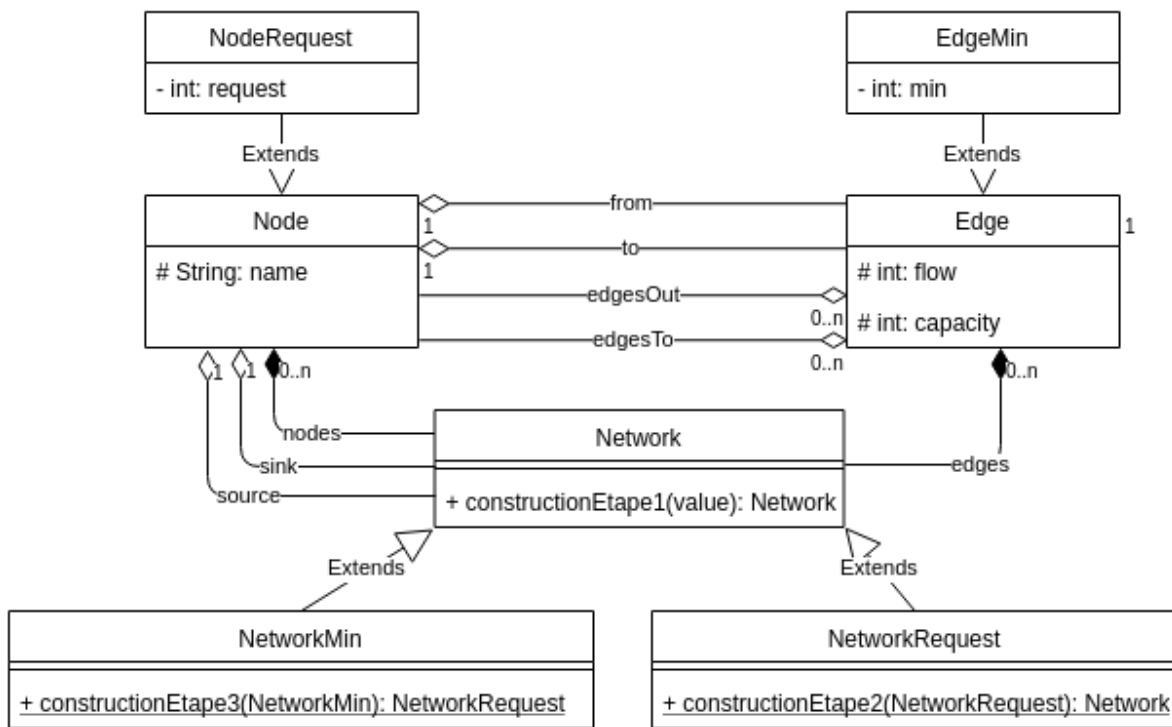 NodeRequest
- int: request
EdgeMin
- int: min
Extends
Extends
Node
# String: name
from
1
to
1
edgesOut
0..n
edgesTo
0..n
Edge
1
# int: flow
# int: capacity
1
1
0..n
0..n
nodes
sink
source
edges
Network
+ constructionEtape1(value): Network
Extends
Extends
NetworkMin
+ constructionEtape3(NetworkMin): NetworkRequest
NetworkRequest
+ constructionEtape2(NetworkRequest): Network